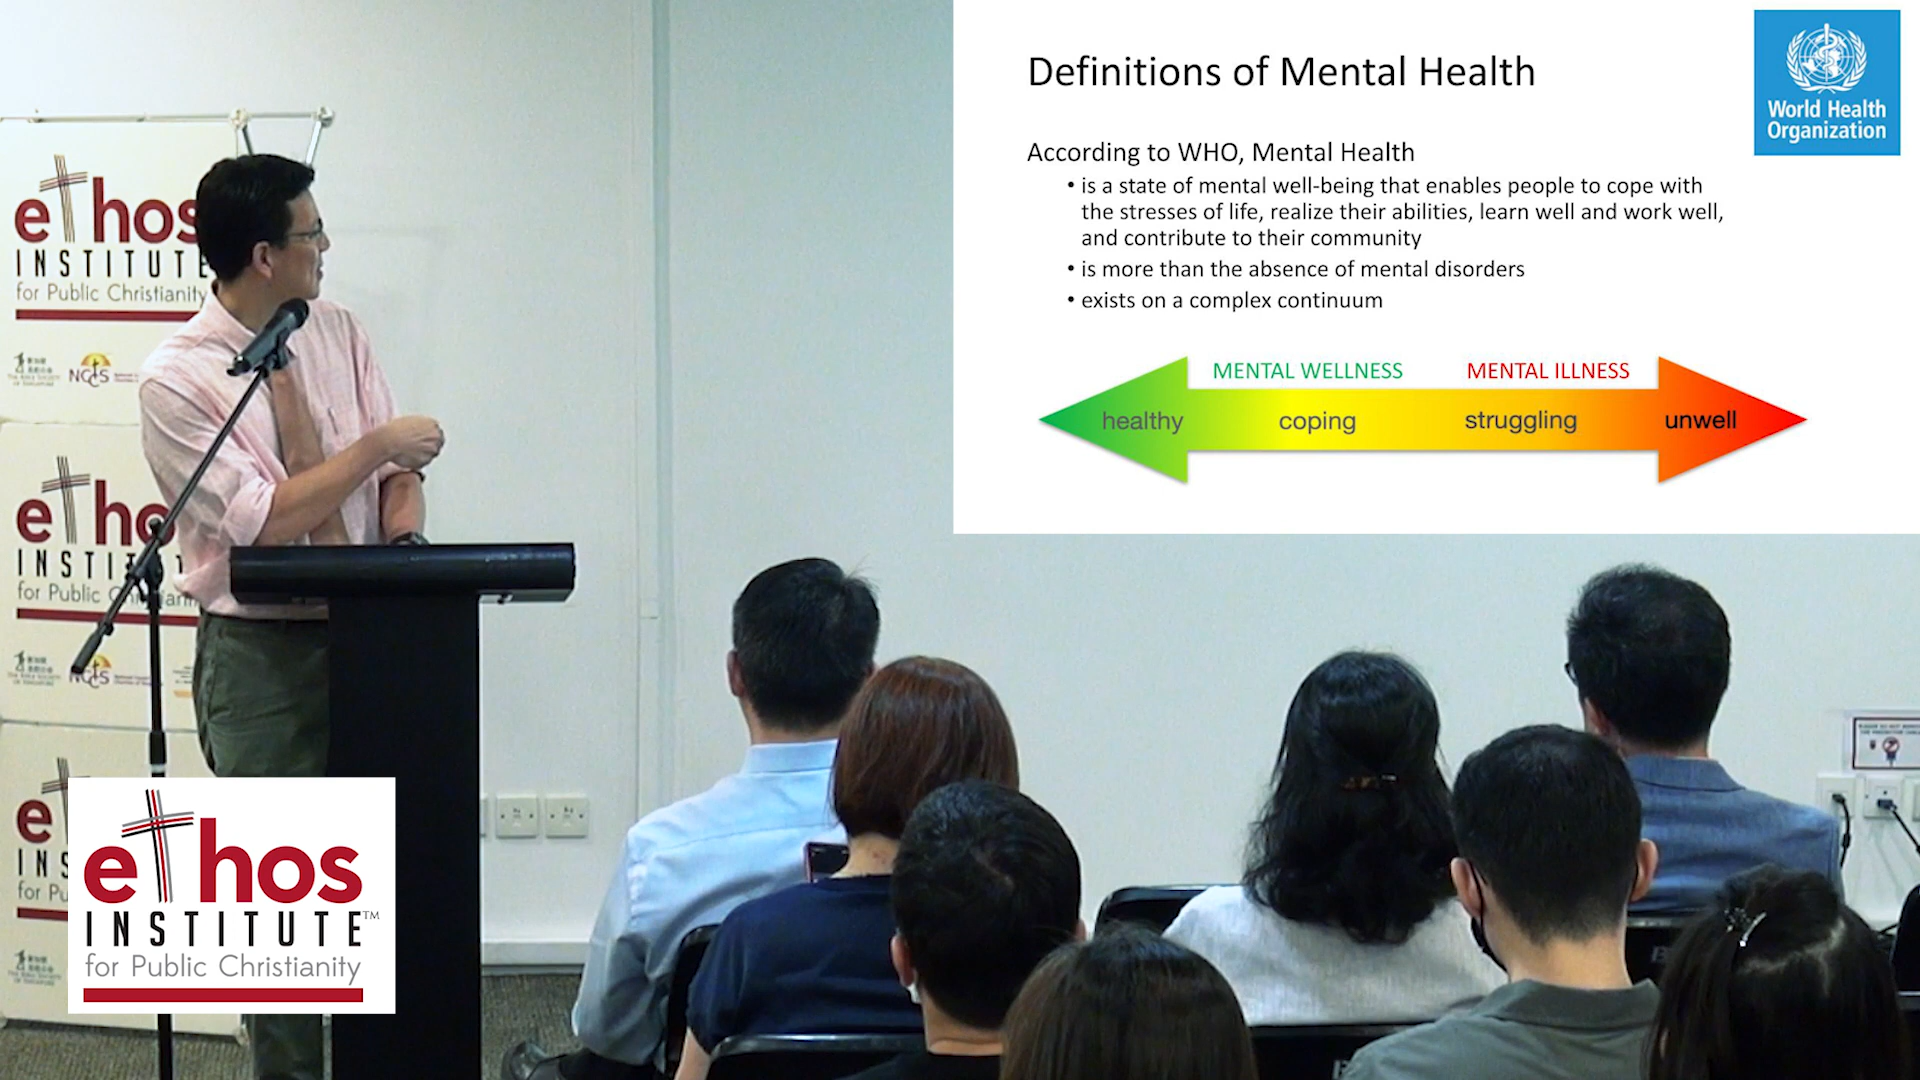 Definitions of Mental Health
World Health
Organization
According to WHO, Mental Health
• is a state of mental well-being that enables people to cope with
the stresses of life, realize their abilities, learn well and work well,
and contribute to their community
• is more than the absence of mental disorders
• exists on a complex continuum
MENTAL WELLNESS MENTAL ILLNESS
healthy coping struggling unwell
ethos
INSTITUTE
for Public Christianity
NCCS
ethos
INSTITUTE
for Public
NCCS
ethos
INSTITUTE™
for Public Christianity